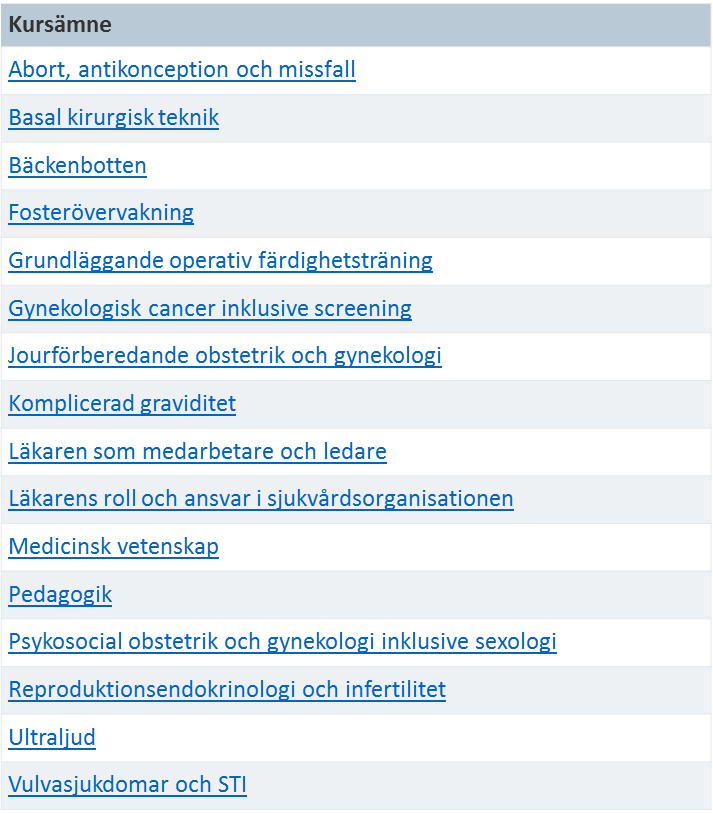 Kursämne
Abort, antikonception och missfall
Basal kirurgisk teknik
Bäckenbotten
Fosterövervakning
Grundläggande operativ färdighetsträning
Gynekologisk cancer inklusive screening
Jourförberedande obstetrik och gynekologi
Komplicerad graviditet
Läkaren som medarbetare och ledare
Läkarens roll och ansvar i sjukvårdsorganisationen
Medicinsk vetenskap
Pedagogik
Psykosocial obstetrik och gynekologi inklusive sexologi
Reproduktionsendokrinologi och infertilitet
Ultraljud
Vulvasjukdomar och STI